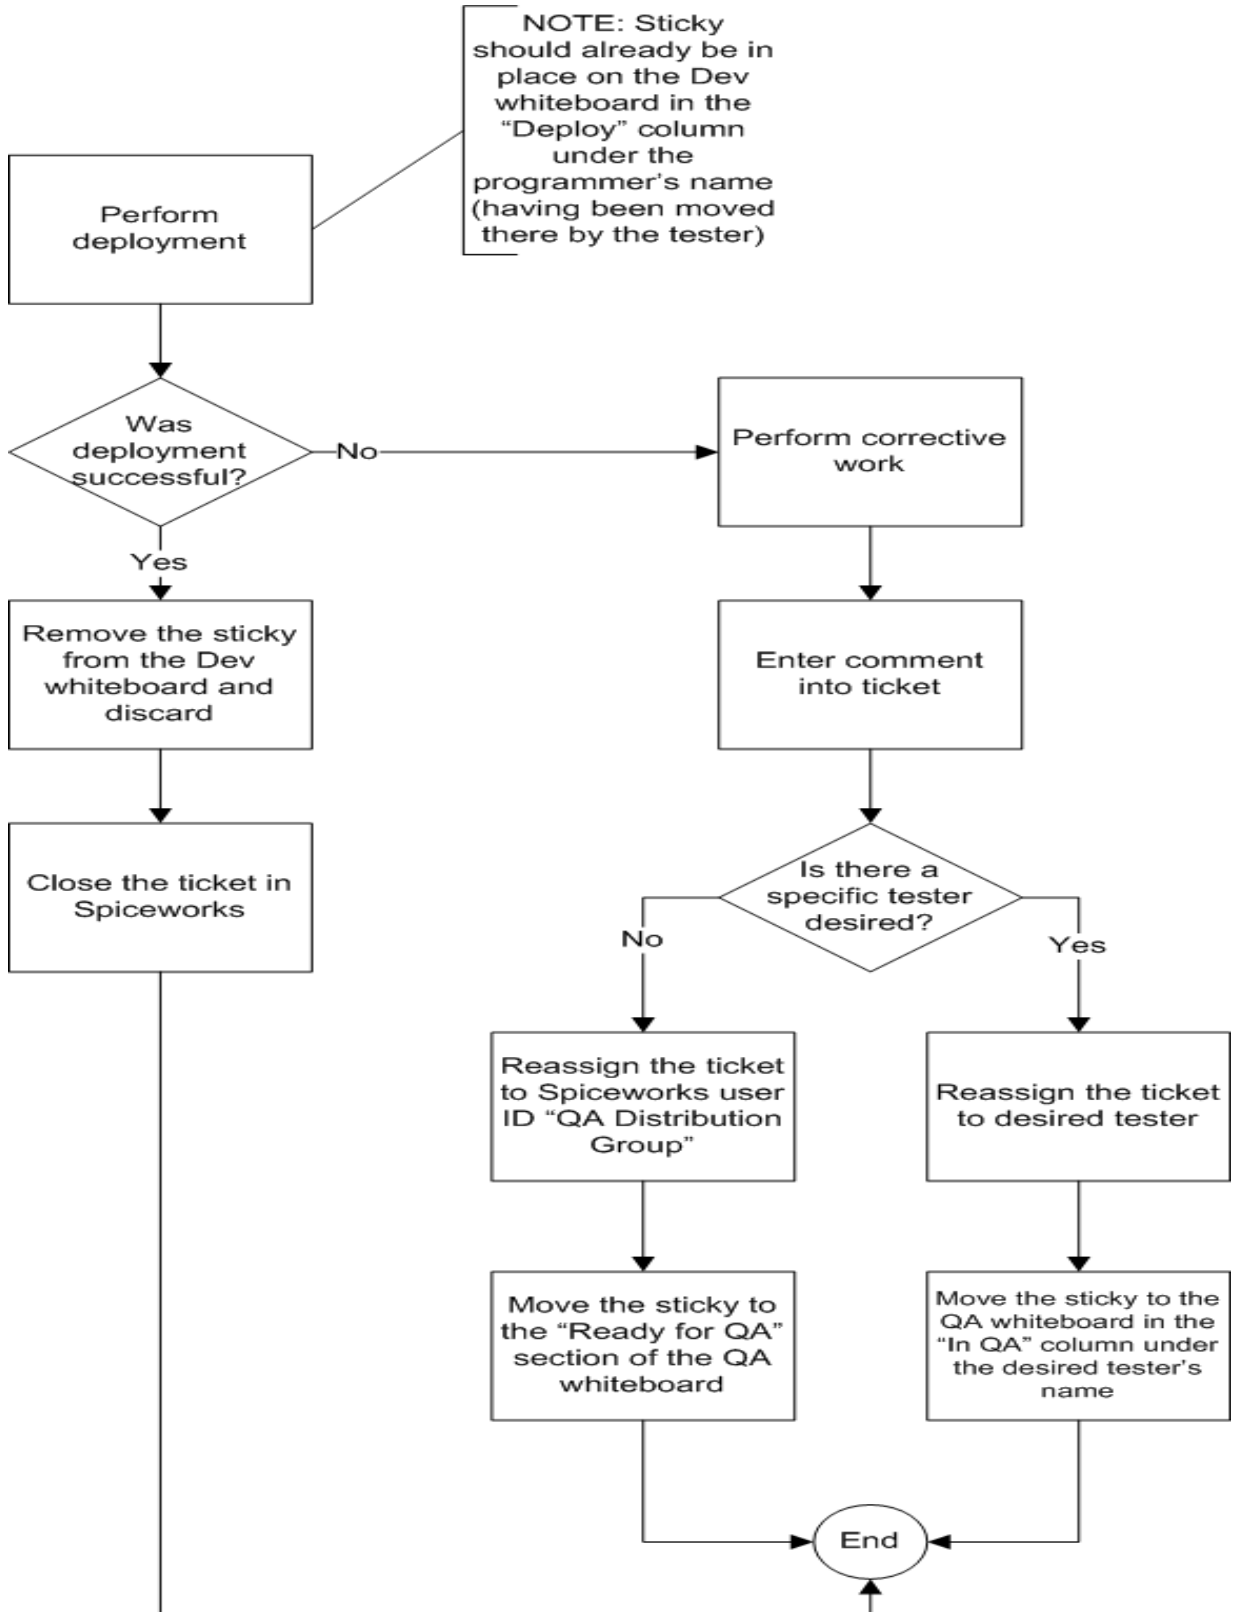 NOTE: Sticky
should already be in
place on the Dev
whiteboard in the
“Deploy” column
under the
programmer’s name
(having been moved
there by the tester)
Perform
deployment
Was
deployment
successful?
No
Perform corrective
work
Yes
Remove the sticky
from the Dev
whiteboard and
discard
Enter comment
into ticket
Close the ticket in
Spiceworks
Is there a
specific tester
desired?
No
Yes
Reassign the ticket
to Spiceworks user
ID “QA Distribution
Group”
Reassign the ticket
to desired tester
Move the sticky to
the “Ready for QA”
section of the QA
whiteboard
Move the sticky to the
QA whiteboard in the
“In QA” column under
the desired tester’s
name
End